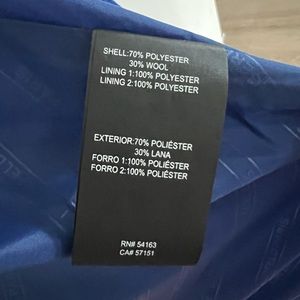 SHELL:70% POLYESTER
30% WOOL
LINING 1:100% POLYESTER
LINING 2:100% POLYESTER
EXTERIOR:70% POLIÉSTER
30% LANA
FORRO 1:100% POLIÉSTER
FORRO 2:100% POLIÉSTER
RN# 54163
CA# 57151